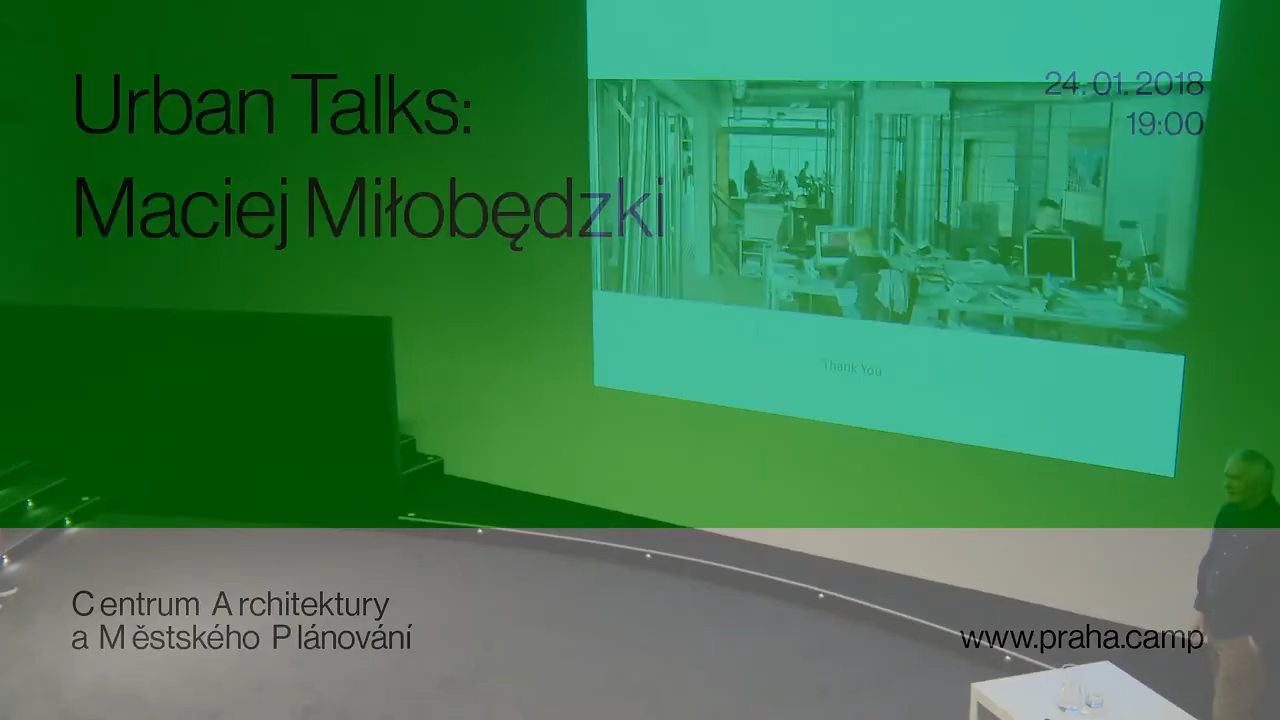 Urban Talks:
Maciej Miłobędzki
24.01.2018
19:00
Thank You
Centrum Architektury
a Městského Plánování
www.praha.camp